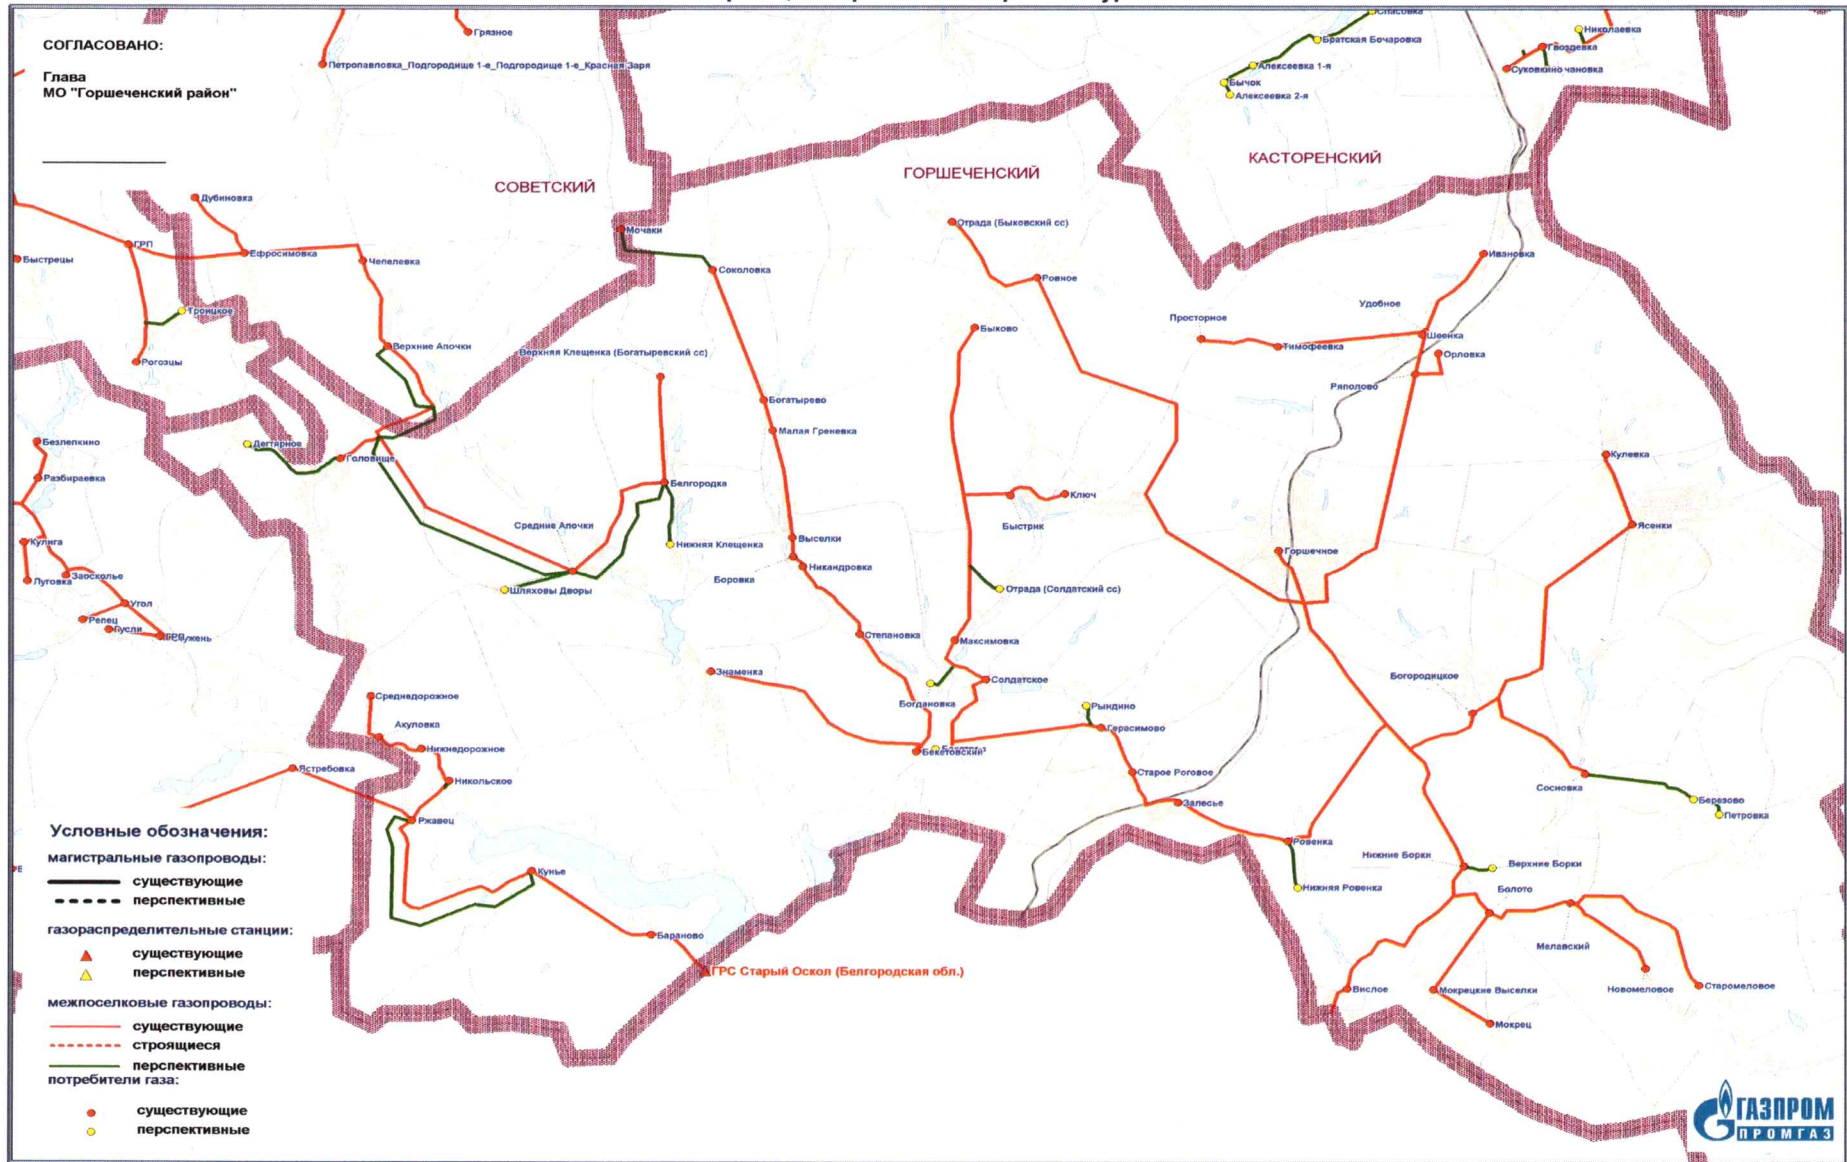 СОГЛАСОВАНО:
Глава
МО "Горшеченский район"
Грязное
Петропавловка_Подгородище 1-е_Подгородище 1-е_Красная Заря
Братская Бочаровка
Алексеевка 1-я
Бычок
Алексеевка 2-я
Николаевка
Гвоздевка
СОВЕТСКИЙ
ГОРШЕЧЕНСКИЙ
КАСТОРЕНСКИЙ
Дубиновка
ГРП
Быстрецы
Ефросимовка
Чепелевка
Троицкое
Рогозцы
Верхние Апочки
Мочаки
Соколовка
Отрада (Быковский сс)
Ровное
Ивановка
Удобное
Просторное
Тимофеевка
Шеенка
Орловка
Ряполово
Быково
Верхняя Клещенка (Богатыревский сс)
Богатырево
Малая Греневка
Безлепкино
Разбираевка
Дегтярное
Головище
Белгородка
Средние Апочки
Нижняя Клещенка
Шляховы Дворы
Выселки
Никандровка
Боровка
Ключ
Быстрик
Кулевка
Ясенки
Горшечное
Кулига
Луговка
Заосколье
Угол
Репец
Гусли
Отрада (Солдатский сс)
Степановка
Максимовка
Знаменка
Солдатское
Богдановка
Рындино
Герасимово
Бекетовский
Богородицкое
Среднедорожное
Акуловка
Нижнедорожное
Никольское
Ястребовка
Ржавец
Старое Роговое
Залесье
Ровенка
Нижняя Ровенка
Сосновка
Березово
Петровка
Нижние Борки
Верхние Борки
Болото
Мелавский
Кунье
Бараново
ГРС Старый Оскол (Белгородская обл.)
Вислое
Мокрецкие Выселки
Мокрец
Новомеловое
Старомеловое
Условные обозначения:
магистральные газопроводы:
существующие
перспективные
газораспределительные станции:
существующие
перспективные
межпоселковые газопроводы:
существующие
строящиеся
перспективные
потребители газа:
существующие
перспективные
ГАЗПРОМ
ПРОМГАЗ